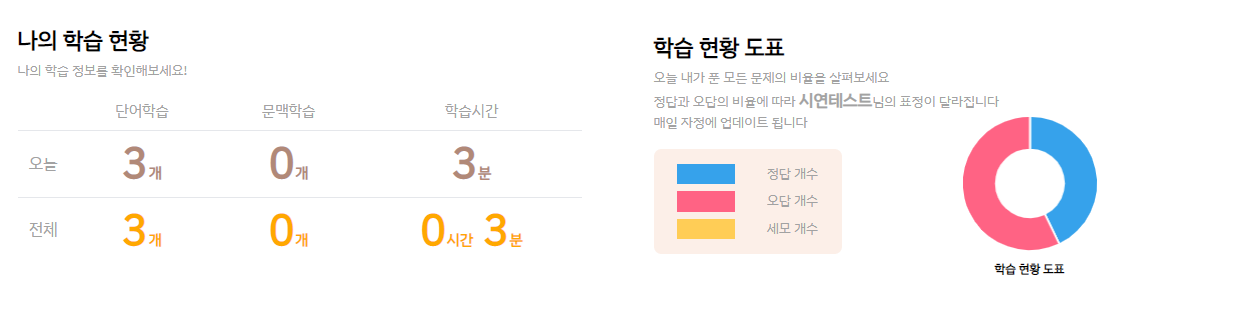 나의 학습 현황
나의 학습 정보를 확인해보세요!
단어학습 문맥학습 학습시간
오늘 3개 0개 3분
전체 3개 0개 0시간 3분
학습 현황 도표
오늘 내가 푼 모든 문제의 비율을 살펴보세요
정답과 오답의 비율에 따라 시연테스트님의 표정이 달라집니다
매일 자정에 업데이트 됩니다
정답 개수
오답 개수
세모 개수
학습 현황 도표